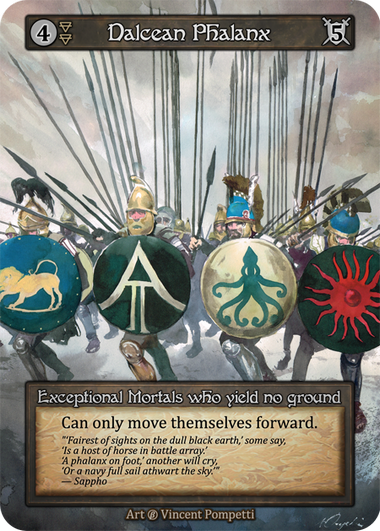 4 Dalcean Phalanx 5
Exceptional Mortals who yield no ground
Can only move themselves forward.
"'Fairest of sights on the dull black earth,' some say,
'Is a host of horse in battle array.'
'A phalanx on foot,' another will cry,
'Or a navy full sail athwart the sky.'"
— Sappho
Art Vincent Pompetti